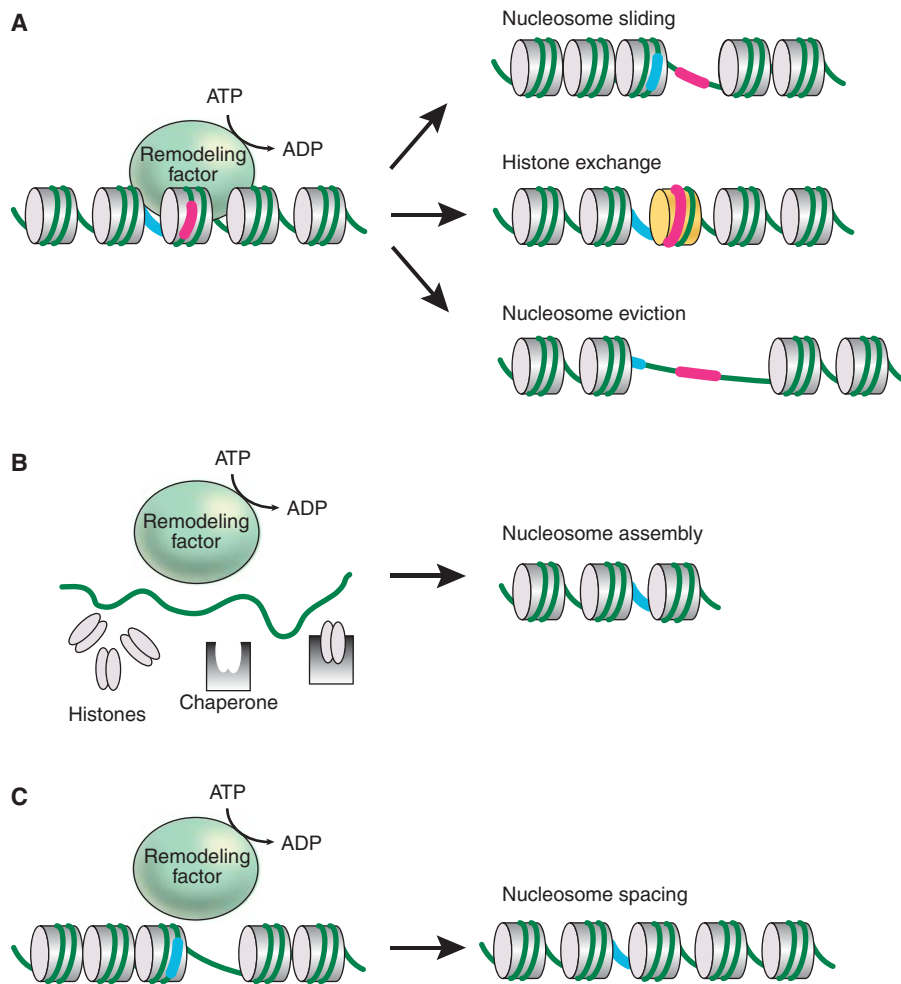 A
ATP
ADP
Remodeling
factor
Nucleosome sliding
Histone exchange
Nucleosome eviction
B
ATP
ADP
Remodeling
factor
Histones
Chaperone
Nucleosome assembly
C
ATP
ADP
Remodeling
factor
Nucleosome spacing